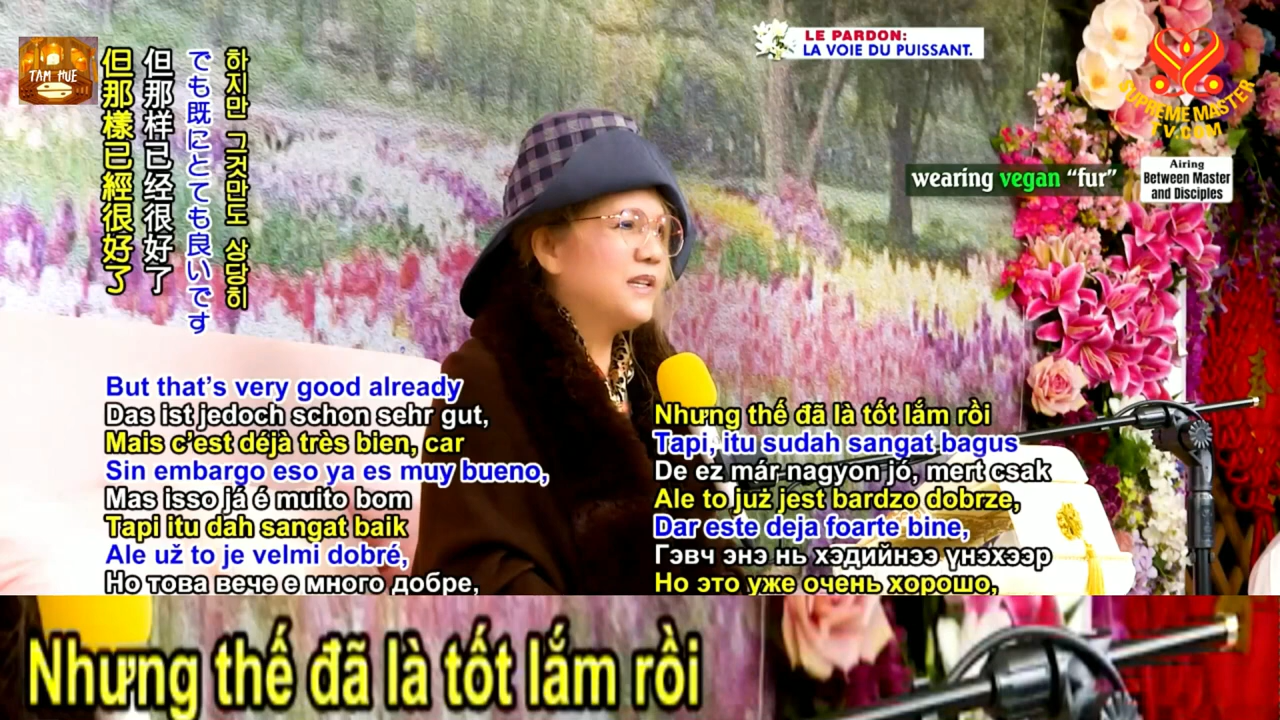 TAM HUE
但那樣已經很好了
但那样已经很好了
でも既にとても良いです
하지만 그것만도 상당히
LE PARDON:
LA VOIE DU PUISSANT.
SUPREME MASTER
TV.COM
wearing vegan “fur”
Airing
Between Master
and Disciples
But that’s very good already
Das ist jedoch schon sehr gut,
Mais c’est déjà très bien, car
Sin embargo eso ya es muy bueno,
Mas isso já é muito bom
Tapi itu dah sangat baik
Ale už to je velmi dobré,
Но това вече е много добре,
Nhưng thế đã là tốt lắm rồi
Tapi, itu sudah sangat bagus
De ez már nagyon jó, mert csak
Ale to już jest bardzo dobrze,
Dar este deja foarte bine,
Гэвч энэ нь хэдийнээ үнэхээр
Но это уже очень хорошо,
Nhưng thế đã là tốt lắm rồi